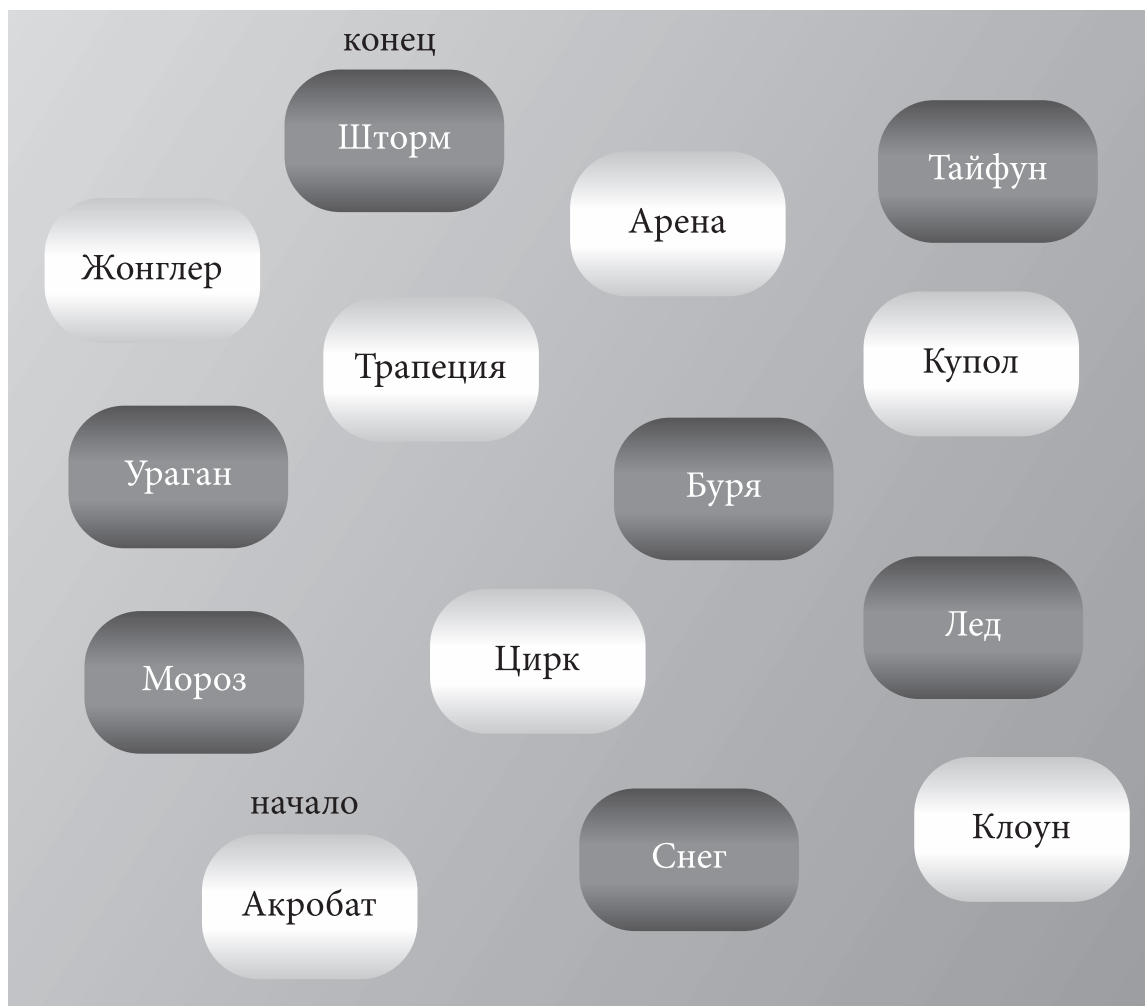 конец
Шторм
Тайфун
Арена
Жонглер
Трапеция
Купол
Ураган
Буря
Лед
Цирк
Мороз
начало
Клоун
Снег
Акробат